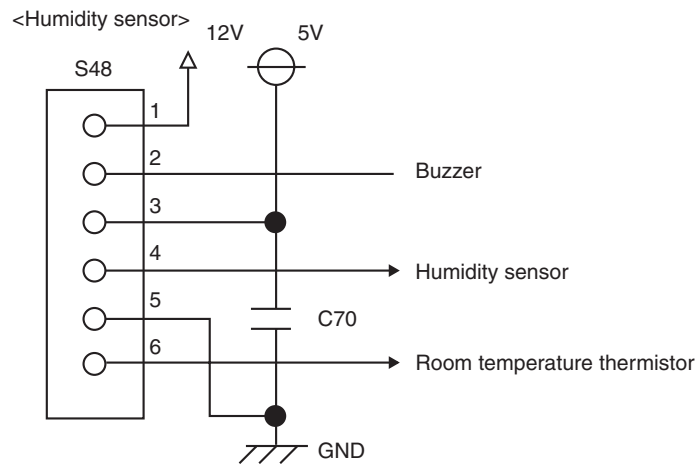 <Humidity sensor>
12V
5V
S48
1
2
Buzzer
3
4
Humidity sensor
5
C70
6
Room temperature thermistor
GND